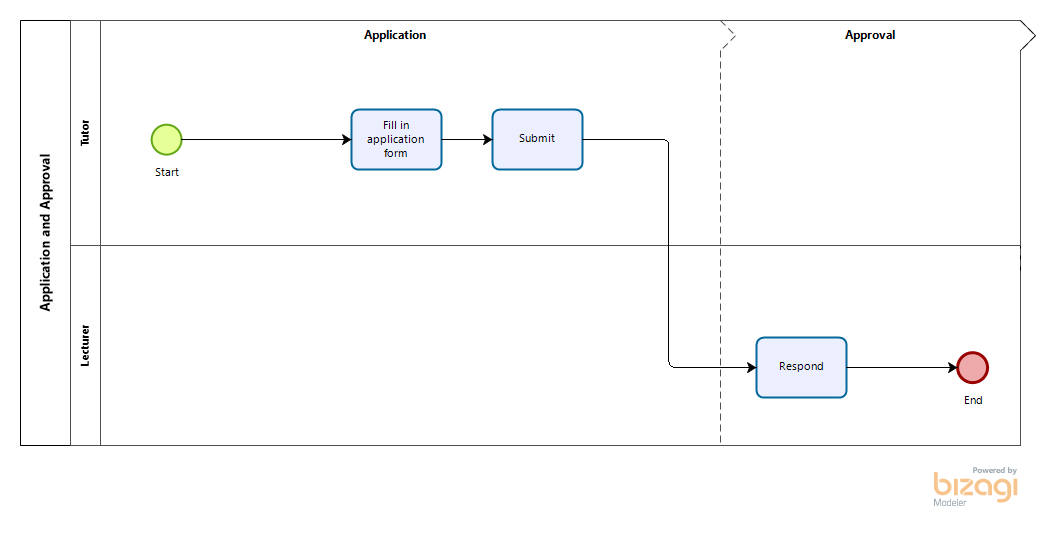 Application
Approval
Application and Approval
Tutor
Start
Fill in
application
form
Submit
Lecturer
Respond
End
Powered by
bizagi
Modeler